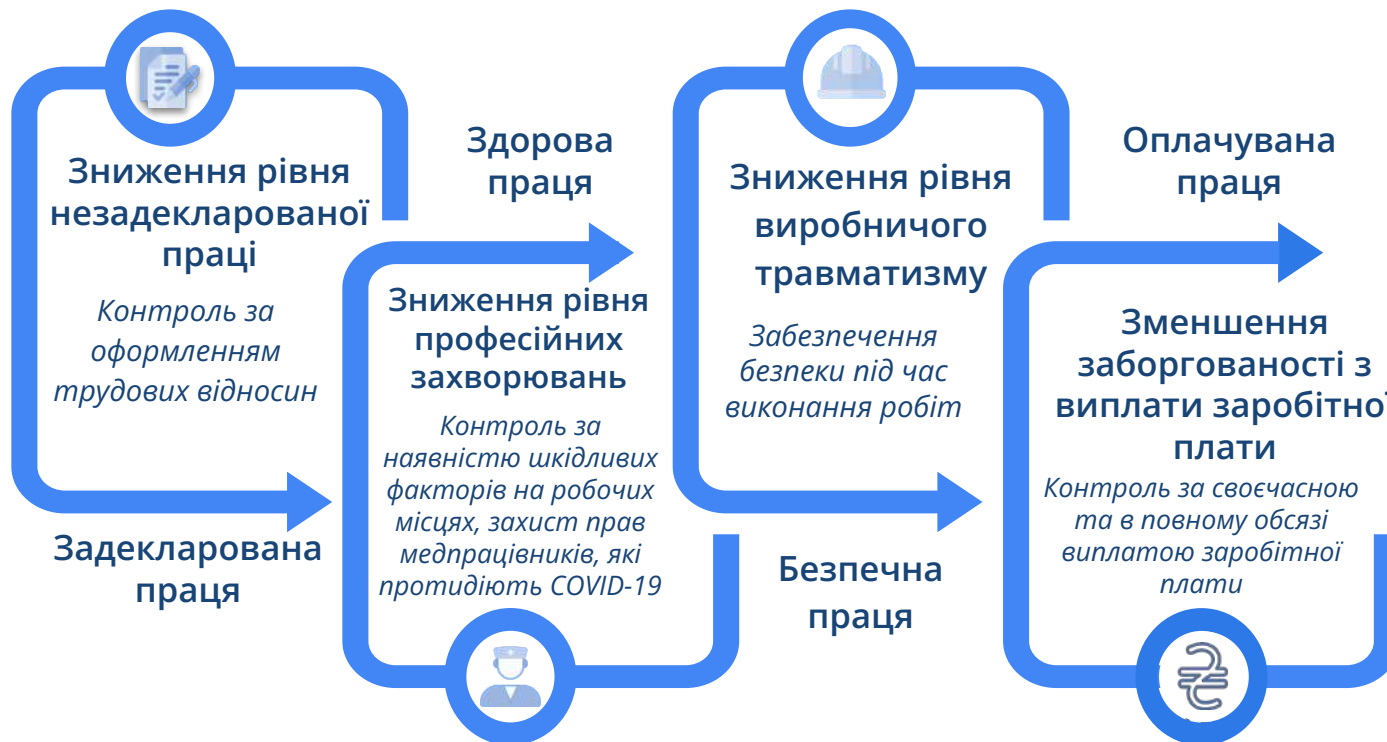 Зниження рівня
незадекларованої
праці
Контроль за
оформленням
трудових відносин
Задекларована
праця
Здорова
праця
Зниження рівня
професійних
захворювань
Контроль за
наявністю шкідливих
факторів на робочих
місцях, захист прав
медпрацівників, які
протидіють COVID-19
Зниження рівня
виробничого
травматизму
Забезпечення
безпеки під час
виконання робіт
Безпечна
праця
Оплачувана
праця
Зменшення
заборгованості з
виплати заробітної
плати
Контроль за своєчасною
та в повному обсязі
виплатою заробітної
плати